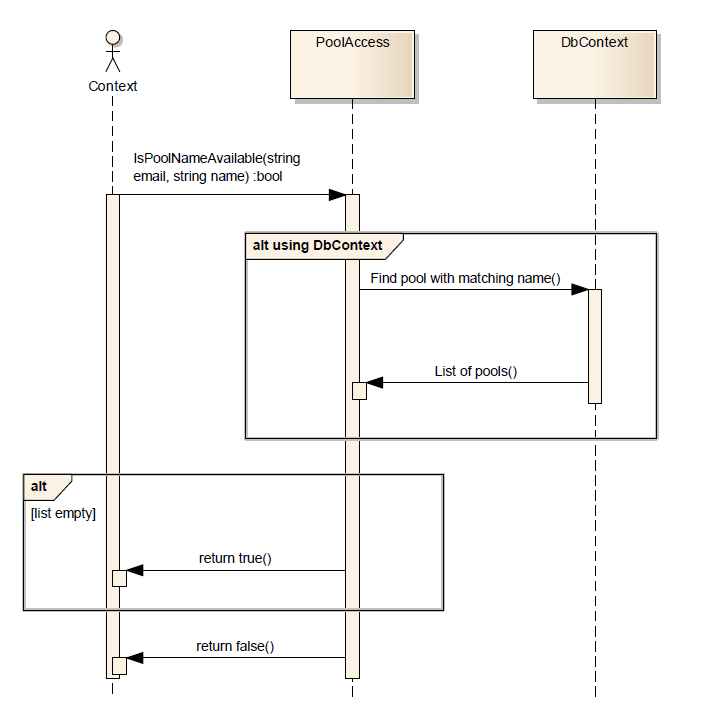 Context
PoolAccess
DbContext
IsPoolNameAvailable(string
email, string name) :bool
alt using DbContext
Find pool with matching name()
List of pools()
alt
[list empty]
return true()
return false()